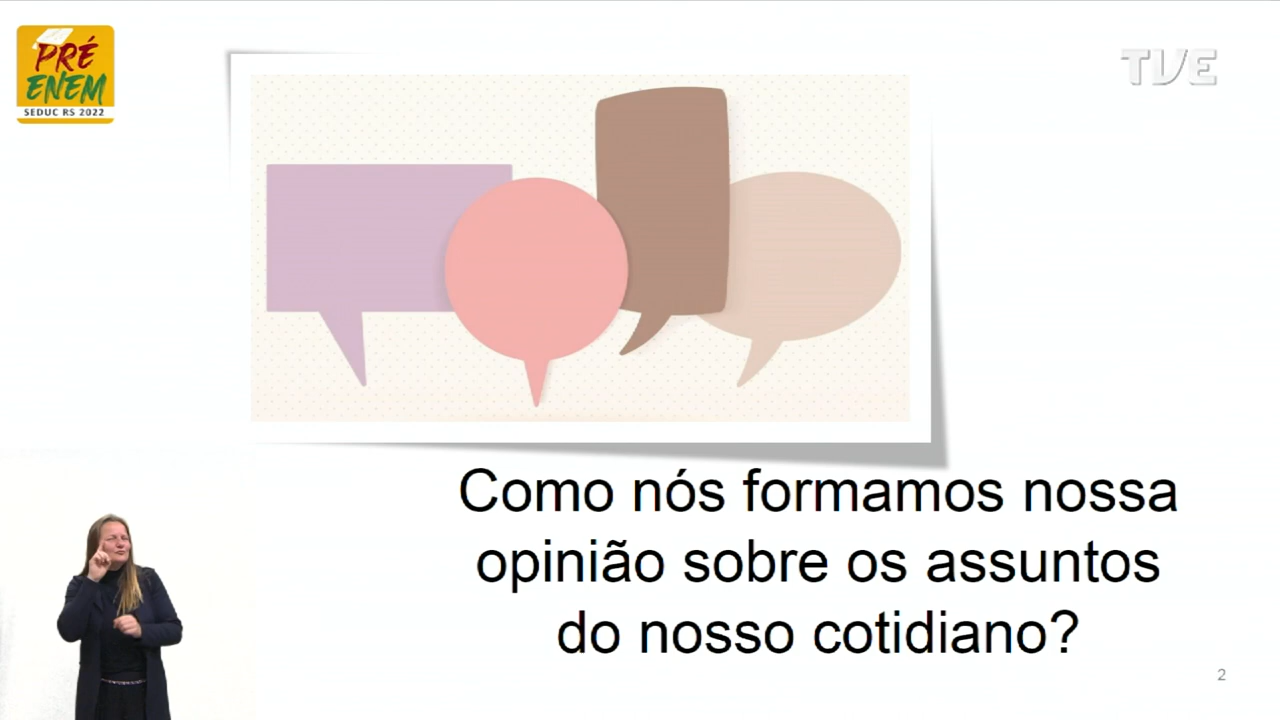 PRÉ
ENEM
SEDUC RS 2022
TVE
Como nós formamos nossa
opinião sobre os assuntos
do nosso cotidiano?
2